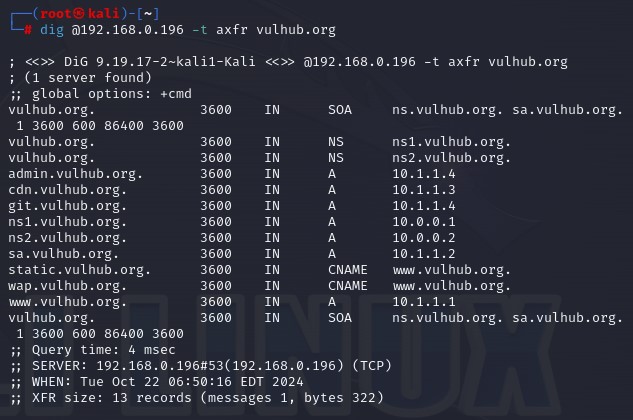 ┌──(root㉿kali)-[~]
└─# dig @192.168.0.196 -t axfr vulhub.org

; <<>> DiG 9.19.17-2~kali1-Kali <<>> @192.168.0.196 -t axfr vulhub.org
; (1 server found)
;; global options: +cmd
vulhub.org. 3600 IN SOA ns.vulhub.org. sa.vulhub.org.
1 3600 600 86400 3600
vulhub.org. 3600 IN NS ns1.vulhub.org.
vulhub.org. 3600 IN NS ns2.vulhub.org.
admin.vulhub.org. 3600 IN A 10.1.1.4
cdn.vulhub.org. 3600 IN A 10.1.1.3
git.vulhub.org. 3600 IN A 10.1.1.4
ns1.vulhub.org. 3600 IN A 10.0.0.1
ns2.vulhub.org. 3600 IN A 10.0.0.2
sa.vulhub.org. 3600 IN A 10.1.1.2
static.vulhub.org. 3600 IN CNAME www.vulhub.org.
wap.vulhub.org. 3600 IN CNAME www.vulhub.org.
www.vulhub.org. 3600 IN A 10.1.1.1
vulhub.org. 3600 IN SOA ns.vulhub.org. sa.vulhub.org.
1 3600 600 86400 3600
;; Query time: 4 msec
;; SERVER: 192.168.0.196#53(192.168.0.196) (TCP)
;; WHEN: Tue Oct 22 06:50:16 EDT 2024
;; XFR size: 13 records (messages 1, bytes 322)
LINUX